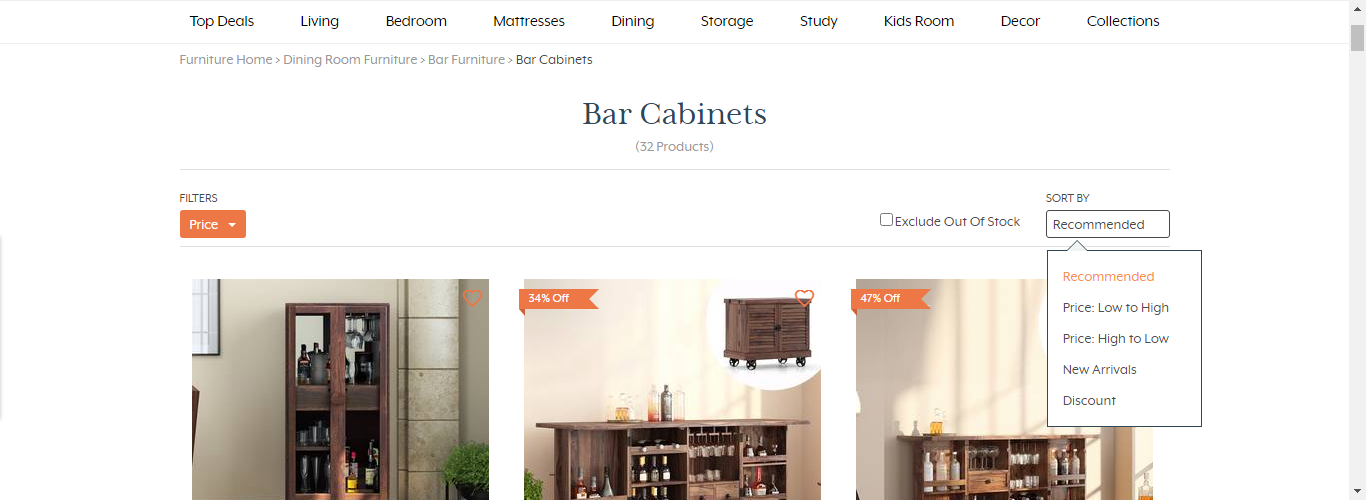 Top Deals Living Bedroom Mattresses Dining Storage Study Kids Room Decor Collections
Furniture Home > Dining Room Furniture > Bar Furniture > Bar Cabinets
Bar Cabinets
(32 Products)
FILTERS
Price
Exclude Out Of Stock
SORT BY
Recommended
Recommended
Price: Low to High
Price: High to Low
New Arrivals
Discount
34% Off
47% Off